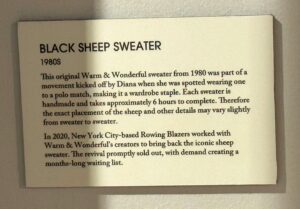 BLACK SHEEP SWEATER
1980S
This original Warm & Wonderful sweater from 1980 was part of a
movement kicked off by Diana when she was spotted wearing one
to a polo match, making it a wardrobe staple. Each sweater is
handmade and takes approximately 6 hours to complete. Therefore
the exact placement of the sheep and other details may vary slightly
from sweater to sweater.
In 2020, New York City-based Rowing Blazers worked with
Warm & Wonderful's creators to bring back the iconic sheep
sweater. The revival promptly sold out, with demand creating a
months-long waiting list.